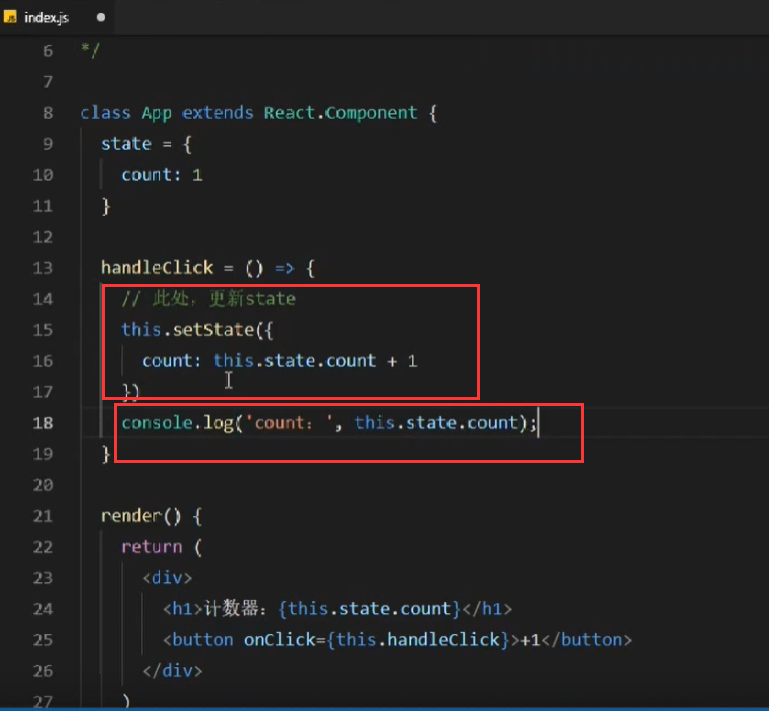 index.js
6 */
7
8 class App extends React.Component {
9 state = {
10 count: 1
11 }
12
13 handleClick = () => {
14 // 此处，更新state
15 this.setState({
16 count: this.state.count + 1
17 })
18 console.log('count：', this.state.count);
19 }
20
21 render() {
22 return (
23 <div>
24 <h1>计数器：{this.state.count}</h1>
25 <button onClick={this.handleClick}>+1</button>
26 </div>
27 )